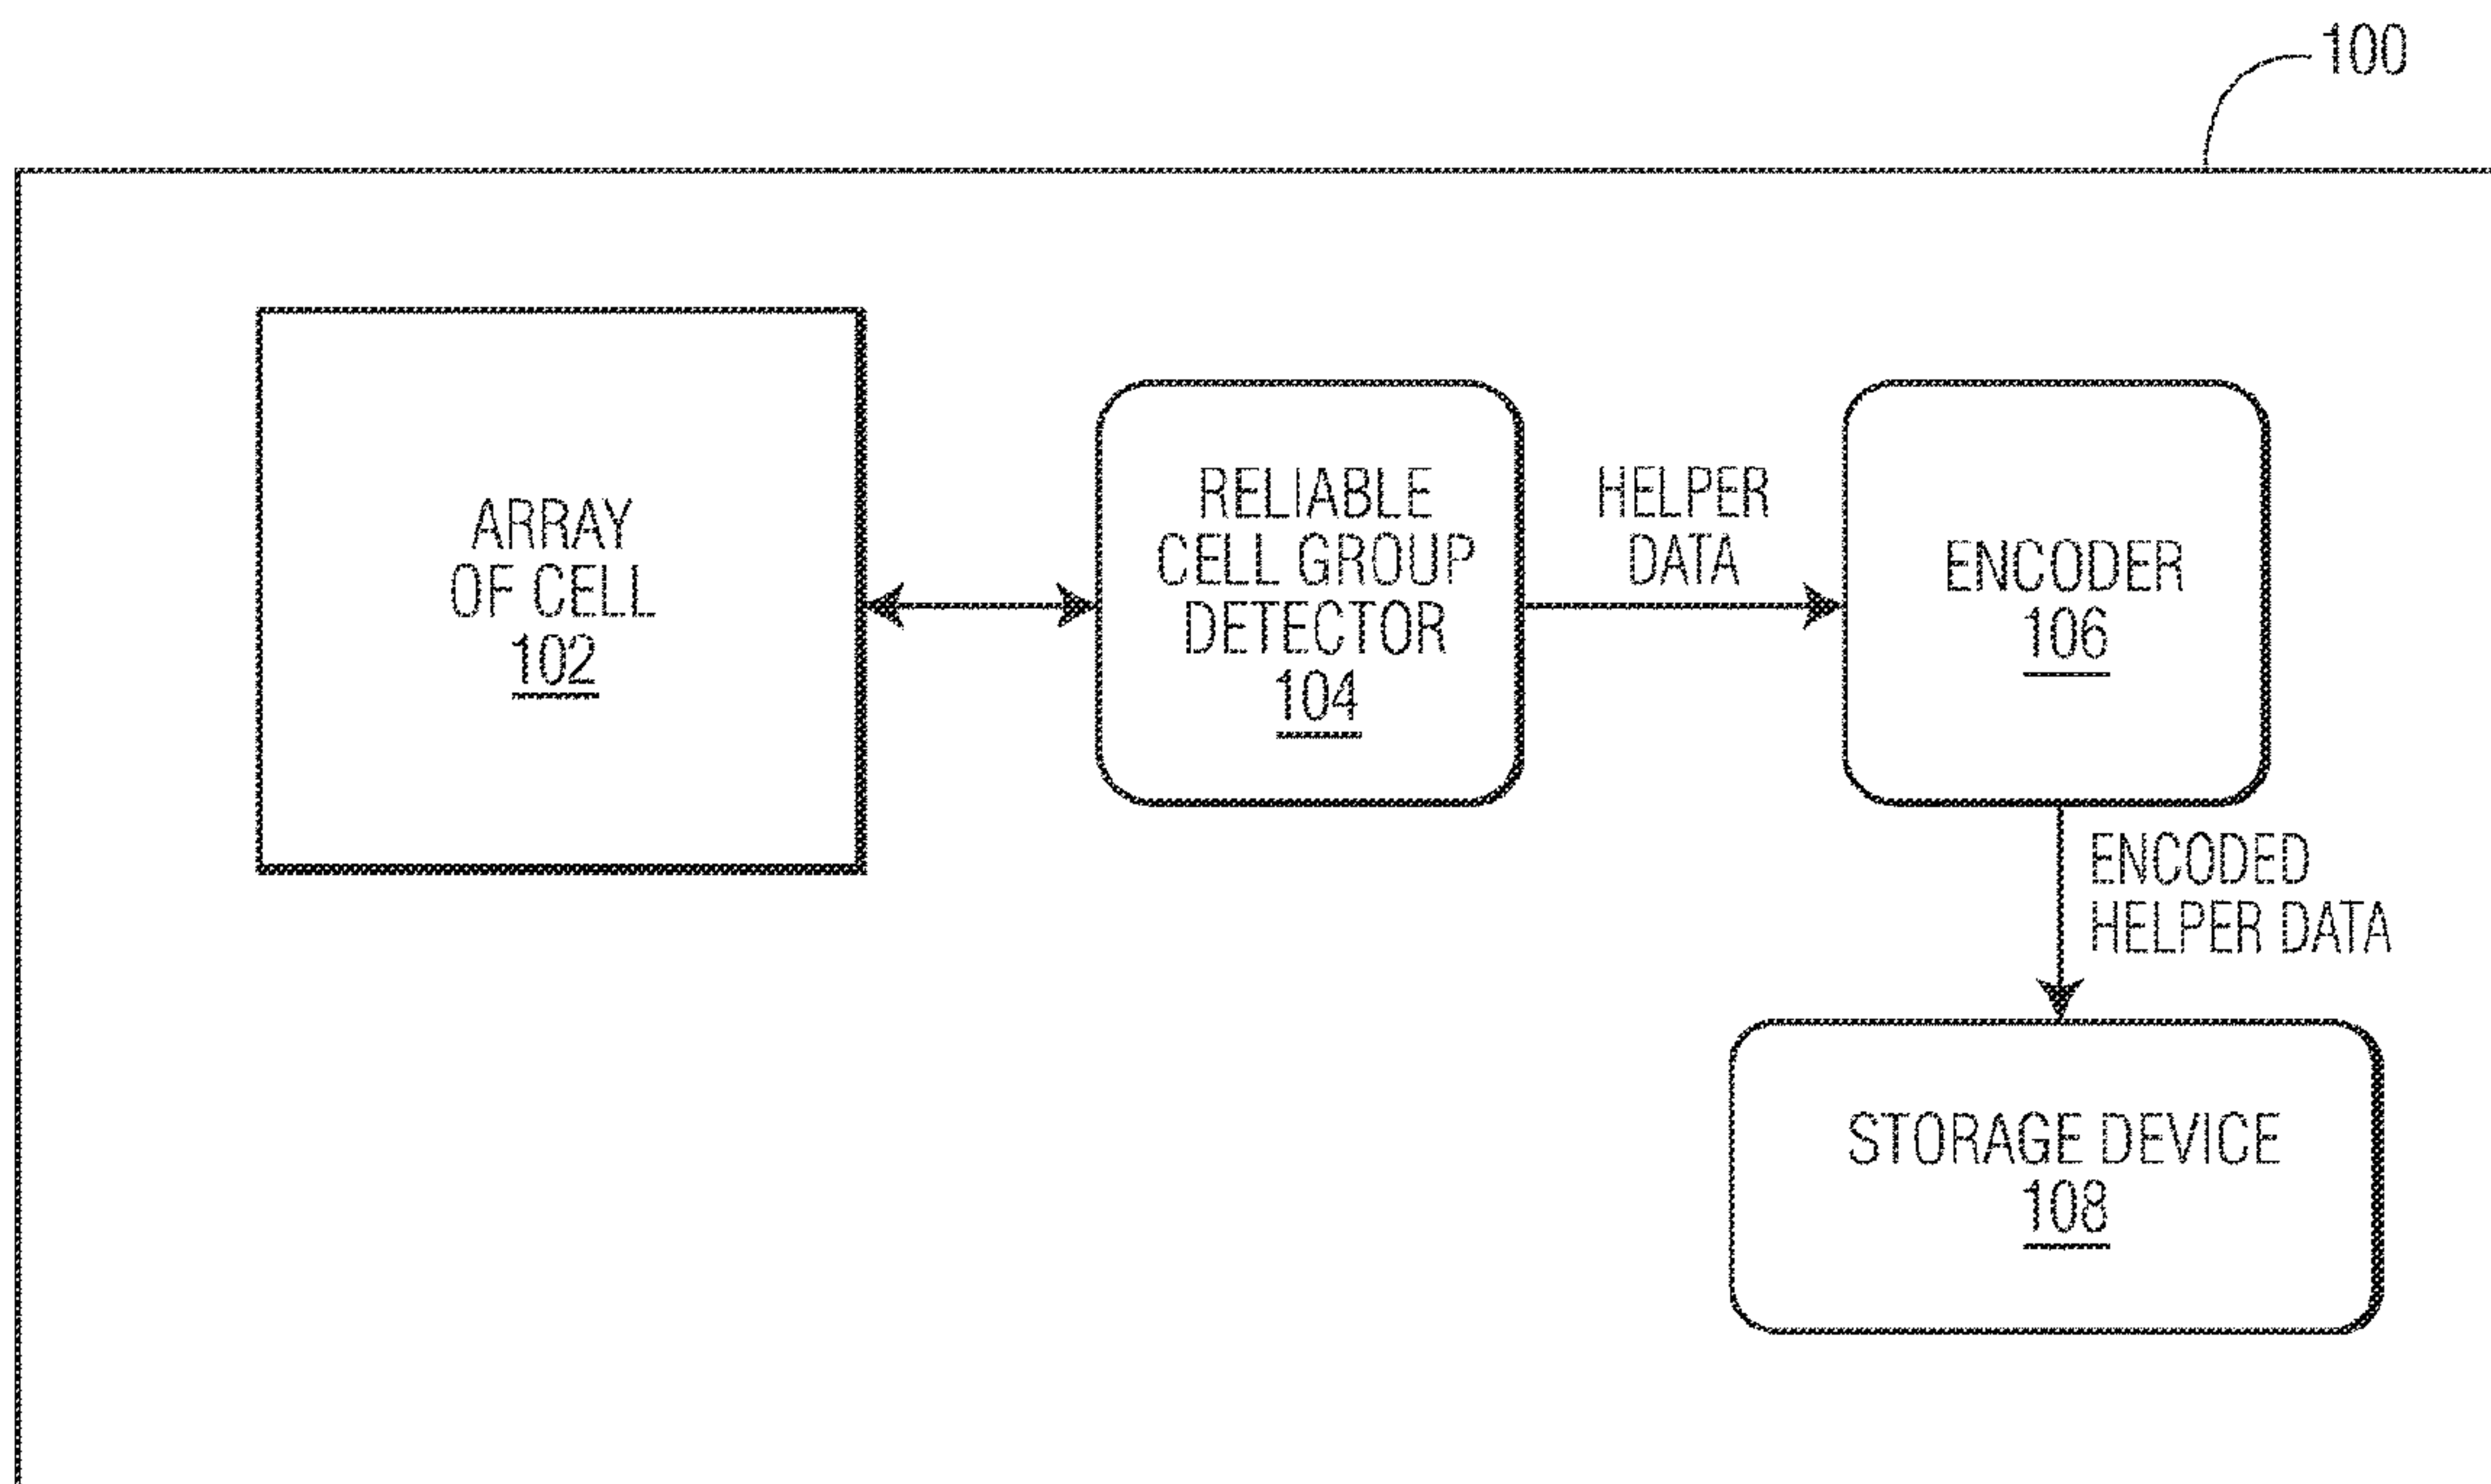 100
ARRAY
OF CELL
102
RELIABLE
CELL GROUP
DETECTOR
104
HELPER
DATA
ENCODER
106
ENCODED
HELPER DATA
STORAGE DEVICE
108